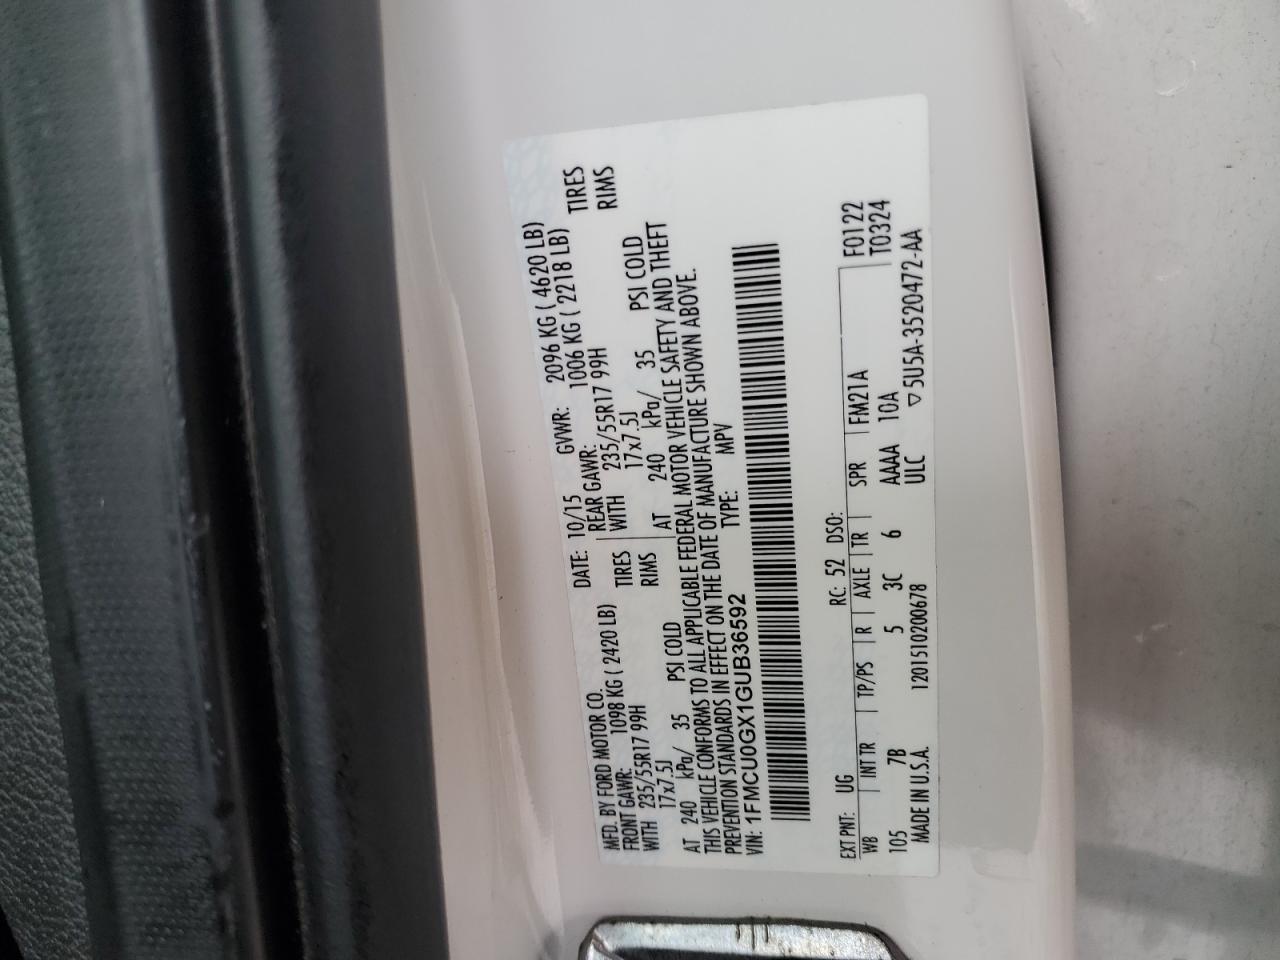 MFD. BY FORD MOTOR CO.
DATE: 10/15 GVWR: 2096 KG ( 4620 LB)
FRONT GAWR: 1098 KG ( 2420 LB) REAR GAWR: 1006 KG ( 2218 LB)
WITH 235/55R17 99H TIRES WITH 235/55R17 99H TIRES
17x7.5J RIMS 17x7.5J RIMS
AT 240 kPa/ 35 PSI COLD AT 240 kPa/ 35 PSI COLD
THIS VEHICLE CONFORMS TO ALL APPLICABLE FEDERAL MOTOR VEHICLE SAFETY AND THEFT
PREVENTION STANDARDS IN EFFECT ON THE DATE OF MANUFACTURE SHOWN ABOVE.
VIN: 1FMCU0GX1GUB36592 TYPE: MPV
EXT PNT: UG RC: 52 DSO: F0122
WB INT TR TP/PS R AXLE TR SPR FM21A T0324
105 7B 5 3C 6 AAAA 10A
MADE IN U.S.A. 1201510200678 ULC ▽5U5A-3520472-AA